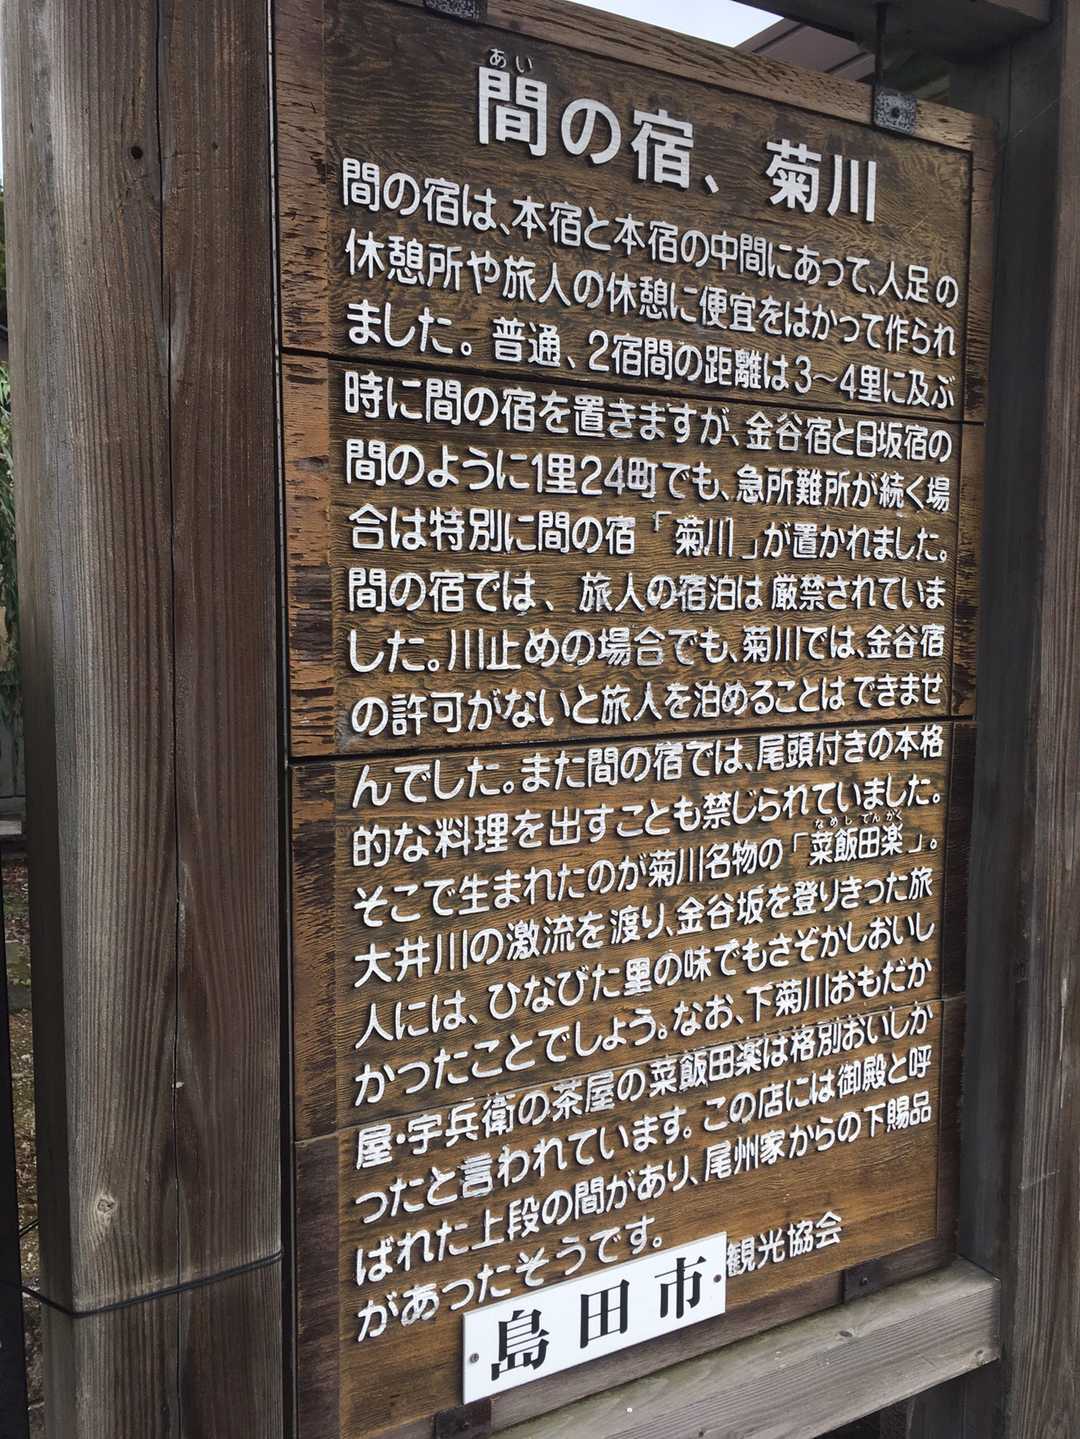 あい
間の宿、菊川
間の宿は、本宿と本宿の中間にあって、人足の
休憩所や旅人の休憩に便宜をはかって作られ
ました。普通、2宿間の距離は3〜4里に及ぶ
時に間の宿を置きますが、金谷宿と日坂宿の
間のように1里24町でも、急所難所が続く場
合は特別に間の宿「菊川」が置かれました。
間の宿では、旅人の宿泊は厳禁されていま
した。川止めの場合でも、菊川では、金谷宿
の許可がないと旅人を泊めることはできませ
んでした。また間の宿では、尾頭付きの本格
的な料理を出すことも禁じられていました。
なめしでんがく
そこで生まれたのが菊川名物の「菜飯田楽」。
大井川の激流を渡り、金谷坂を登りきった旅
人には、ひなびた里の味でもさぞかしおいし
かったことでしょう。なお、下菊川おもだか
屋・宇兵衛の茶屋の菜飯田楽は格別おいしか
ったと言われています。この店には御殿と呼
ばれた上段の間があり、尾州家からの下賜品
があったそうです。
島田市観光協会